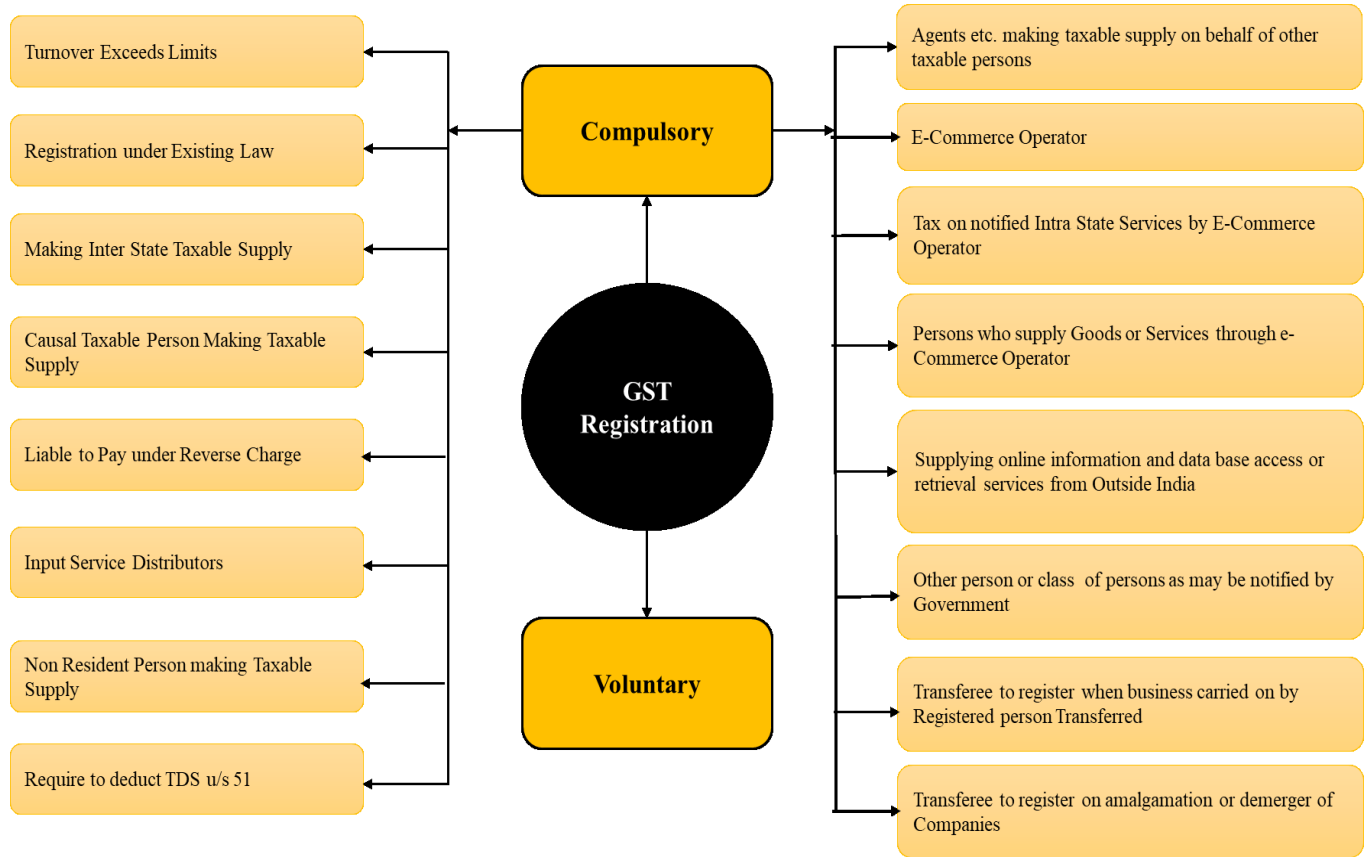 Turnover Exceeds Limits
Registration under Existing Law
Making Inter State Taxable Supply
Causal Taxable Person Making Taxable
Supply
Liable to Pay under Reverse Charge
Input Service Distributors
Non Resident Person making Taxable
Supply
Require to deduct TDS u/s 51
Compulsory
GST
Registration
Voluntary
Agents etc. making taxable supply on behalf of other
taxable persons
E-Commerce Operator
Tax on notified Intra State Services by E-Commerce
Operator
Persons who supply Goods or Services through e-
Commerce Operator
Supplying online information and data base access or
retrieval services from Outside India
Other person or class of persons as may be notified by
Government
Transferee to register when business carried on by
Registered person Transferred
Transferee to register on amalgamation or demerger of
Companies